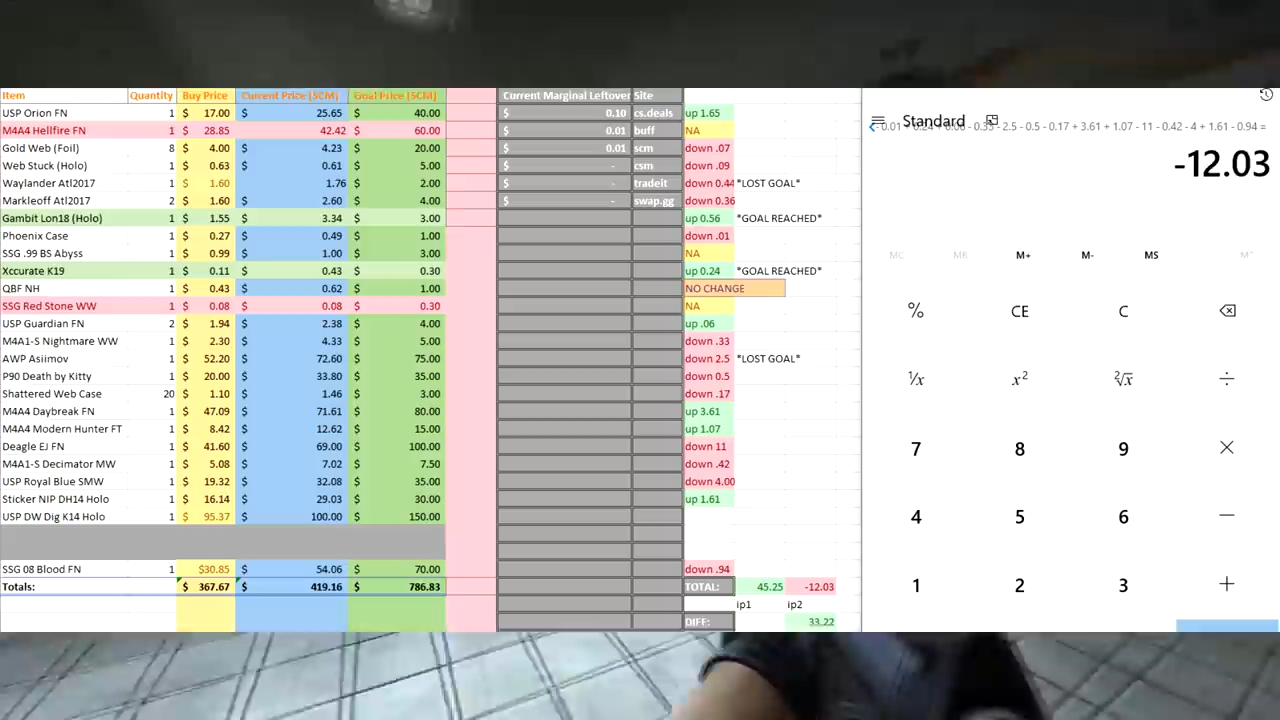 Item Quantity Buy Price Current Price (SCM) Goal Price (SCM) Current Marginal Leftover Site
USP Orion FN 1 $ 17.00 $ 25.65 $ 40.00 $ 0.10 cs.deals up 1.65
M4A4 Hellfire FN 1 $ 28.85 42.42 $ 60.00 $ 0.01 buff NA
Gold Web (Foil) 8 $ 4.00 $ 4.23 $ 20.00 $ 0.01 scm down .07
Web Stuck (Holo) 1 $ 0.63 $ 0.61 $ 5.00 $ - csm down .09
Waylander Atl2017 1 $ 1.60 1.76 $ 2.00 $ - tradeit down 0.44 *LOST GOAL*
Markleoff Atl2017 2 $ 1.60 $ 2.60 $ 4.00 $ - swap.gg down 0.36
Gambit Lon18 (Holo) 1 $ 1.55 $ 3.34 $ 3.00 up 0.56 *GOAL REACHED*
Phoenix Case 1 $ 0.27 $ 0.49 $ 1.00 down .01
SSG .99 BS Abyss 1 $ 0.99 $ 1.00 $ 3.00 NA
Xccurate K19 1 $ 0.11 $ 0.43 $ 0.30 up 0.24 *GOAL REACHED*
QBF NH 1 $ 0.43 $ 0.62 $ 1.00 NO CHANGE
SSG Red Stone WW 1 $ 0.08 $ 0.08 $ 0.30 NA
USP Guardian FN 2 $ 1.94 $ 2.38 $ 4.00 up .06
M4A1-S Nightmare WW 1 $ 2.30 $ 4.33 $ 5.00 down .33
AWP Asiimov 1 $ 52.20 $ 72.60 $ 75.00 down 2.5 *LOST GOAL*
P90 Death by Kitty 1 $ 20.00 $ 33.80 $ 35.00 down 0.5
Shattered Web Case 20 $ 1.10 $ 1.46 $ 3.00 down .17
M4A4 Daybreak FN 1 $ 47.09 $ 71.61 $ 80.00 up 3.61
M4A4 Modern Hunter FT 1 $ 8.42 $ 12.62 $ 15.00 up 1.07
Deagle EJ FN 1 $ 41.60 $ 69.00 $ 100.00 down 11
M4A1-S Decimator MW 1 $ 5.08 $ 7.02 $ 7.50 down .42
USP Royal Blue SMW 1 $ 19.32 $ 32.08 $ 35.00 down 4.00
Sticker NIP DH14 Holo 1 $ 16.14 $ 29.03 $ 30.00 up 1.61
USP DW Dig K14 Holo 1 $ 95.37 $ 100.00 $ 150.00
SSG 08 Blood FN 1 $30.85 $ 54.06 $ 70.00 down .94
Totals: $ 367.67 $ 419.16 $ 786.83 TOTAL: 45.25 -12.03
ip1 ip2
DIFF: 33.22
Standard
- 0.33 - 2.5 - 0.5 - 0.17 + 3.61 + 1.07 - 11 - 0.42 - 4 + 1.61 - 0.94 =
-12.03
MC MR M+ M- MS M˅
% CE C
¹/x x² ²√x ÷
7 8 9 ×
4 5 6 −
1 2 3 +